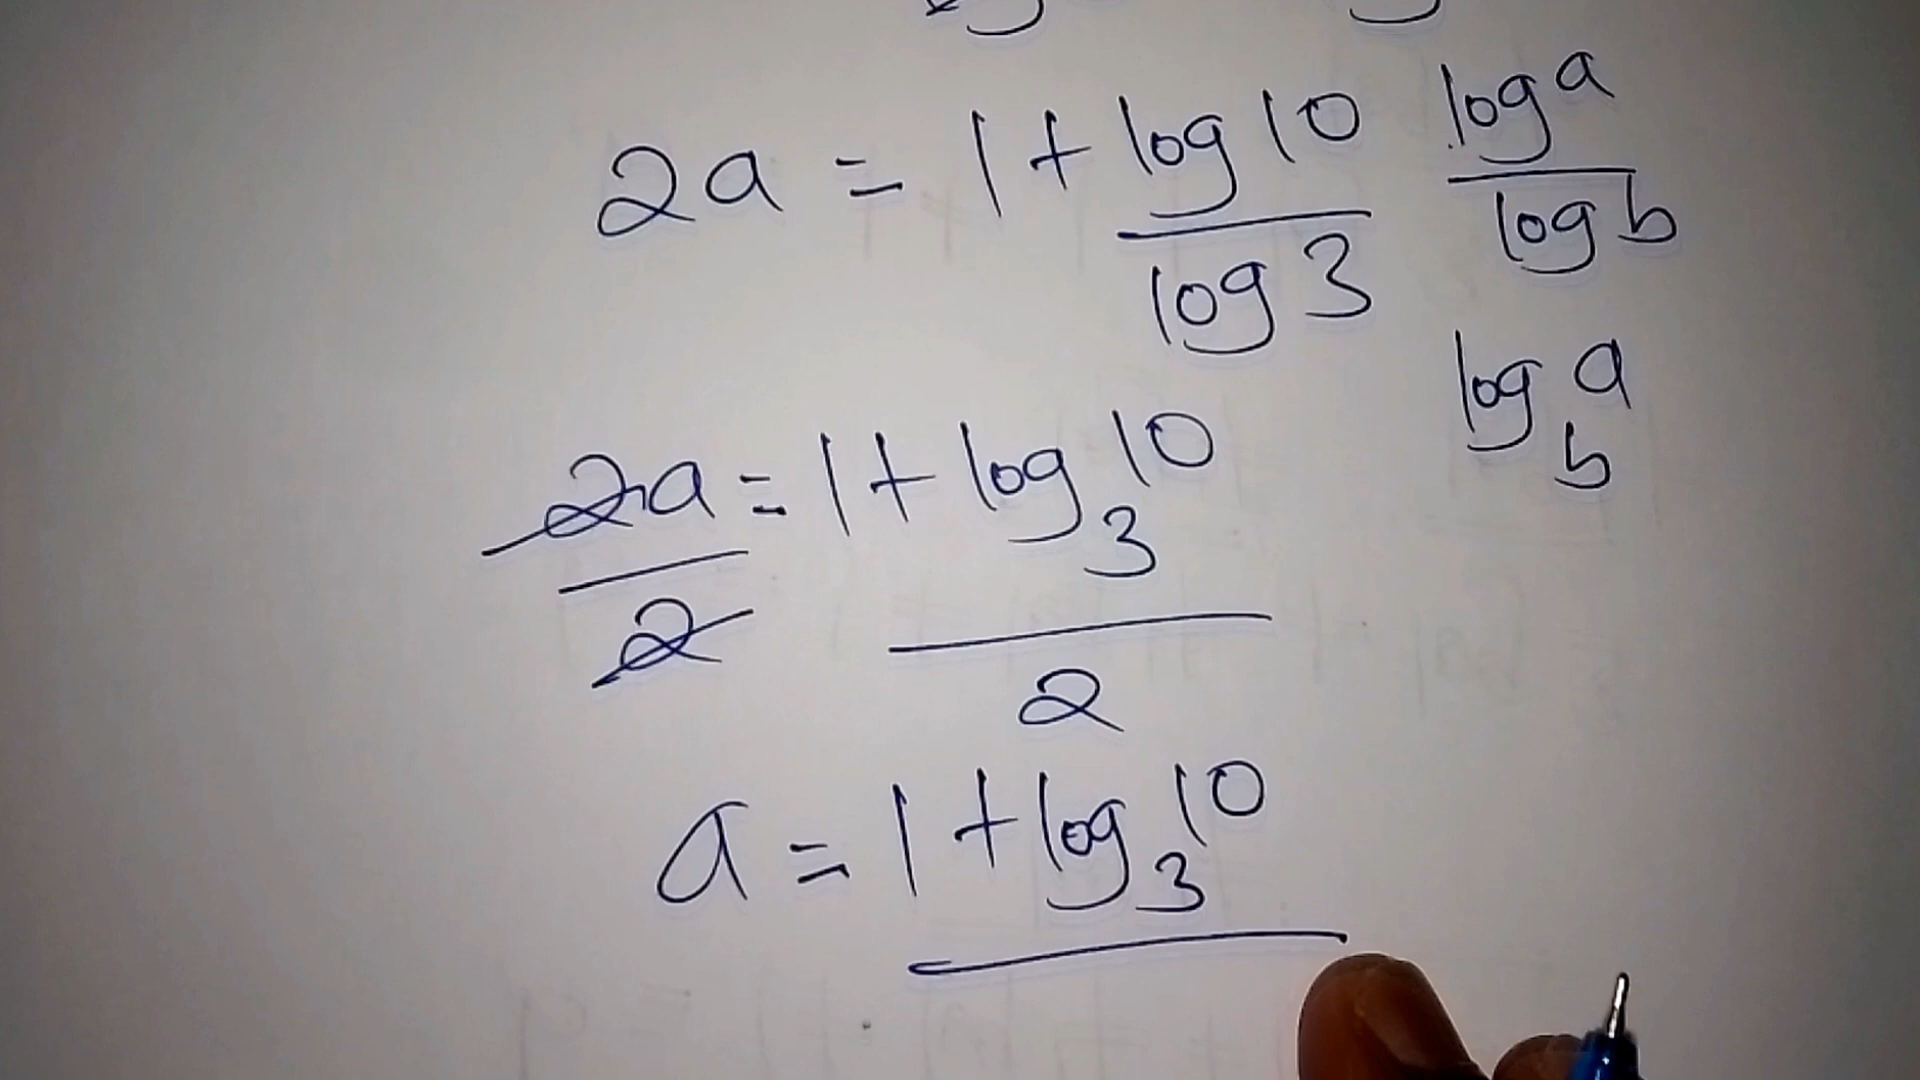 2a = 1 + log 10 / log 3
log a / log b
log_b a
2a / 2 = 1 + log_3 10 / 2
a = 1 + log_3 10